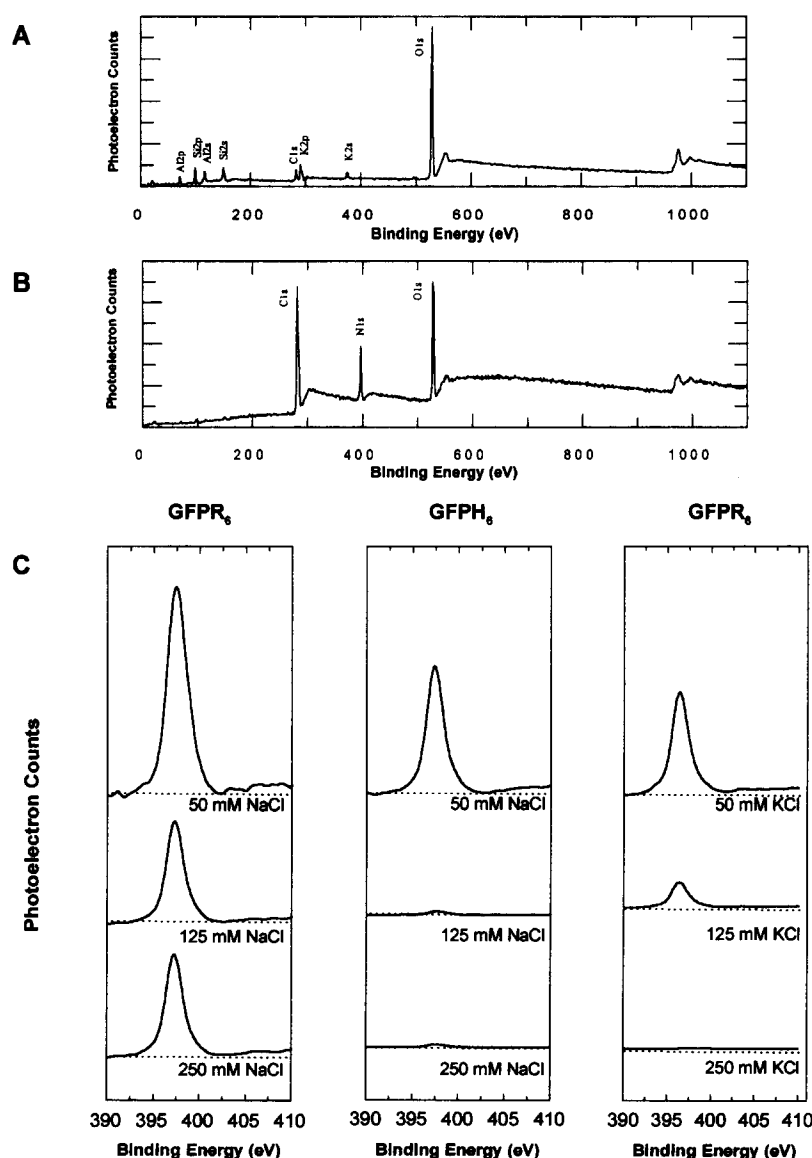 A
Photoelectron Counts
Al2p
Si2p
Al2s
Si2s
C1s
K2p
K2s
O1s
0 200 400 600 800 1000
Binding Energy (eV)
B
Photoelectron Counts
C1s
N1s
O1s
0 200 400 600 800 1000
Binding Energy (eV)
GFPR₆ GFPH₆ GFPR₆
C
Photoelectron Counts
50 mM NaCl 50 mM NaCl 50 mM KCl
125 mM NaCl 125 mM NaCl 125 mM KCl
250 mM NaCl 250 mM NaCl 250 mM KCl
390 395 400 405 410 390 395 400 405 410 390 395 400 405 410
Binding Energy (eV) Binding Energy (eV) Binding Energy (eV)